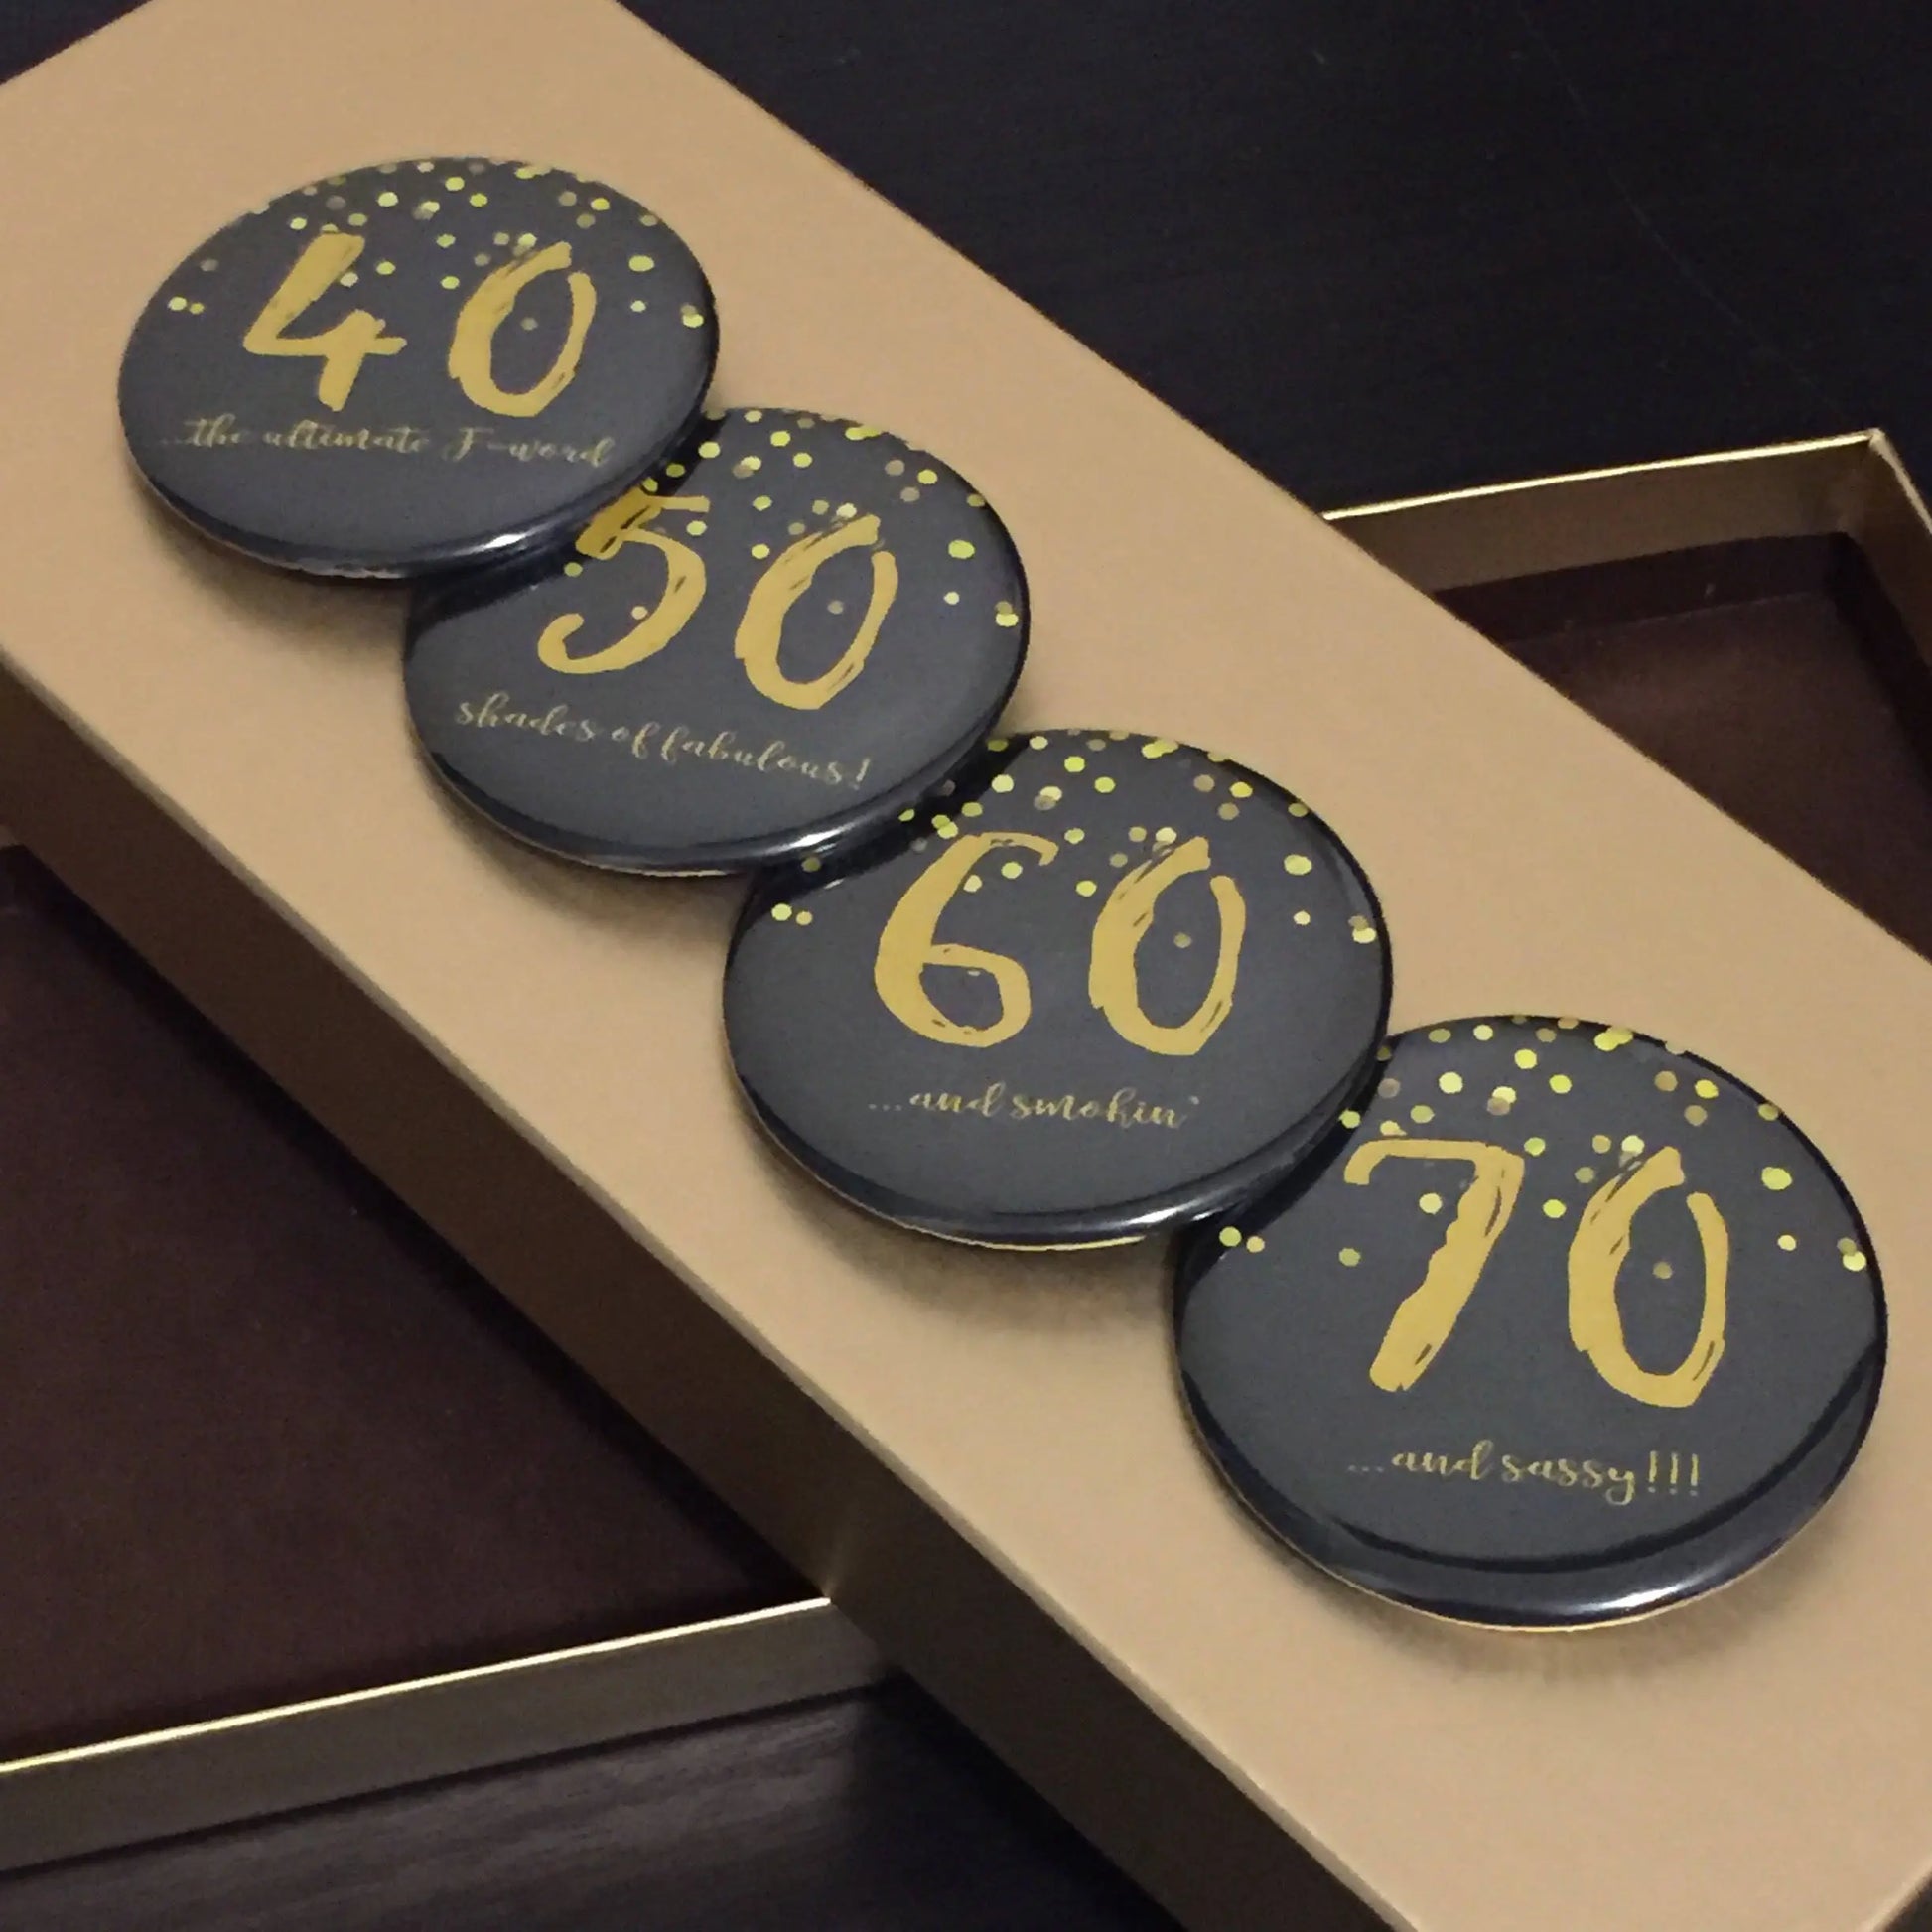 40
...the ultimate F-word
50
shades of fabulous!
60
...and smokin'
70
...and sassy!!!